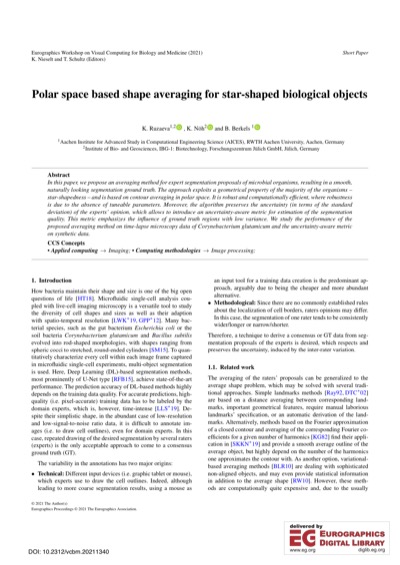 Eurographics Workshop on Visual Computing for Biology and Medicine (2021)
K. Nieselt and T. Schultz (Editors)
Short Paper
Polar space based shape averaging for star-shaped biological objects
K. Ruzaeva1,2, K. Nöh2 and B. Berkels 1
1Aachen Institute for Advanced Study in Computational Engineering Science (AICES), RWTH Aachen University, Aachen, Germany
2Institute of Bio- and Geosciences, IBG-1: Biotechnology, Forschungszentrum Jülich GmbH, Jülich, Germany
Abstract
In this paper, we propose an averaging method for expert segmentation proposals of microbial organisms, resulting in a smooth,
naturally looking segmentation ground truth. The approach exploits a geometrical property of the majority of the organisms –
star-shapedness – and is based on contour averaging in polar space. It is robust and computationally efficient, where robustness
is due to the absence of tuneable parameters. Moreover, the algorithm preserves the uncertainty (in terms of the standard
deviation) of the experts' opinion, which allows to introduce an uncertainty-aware metric for estimation of the segmentation
quality. This metric emphasizes the influence of ground truth regions with low variance. We study the performance of the
proposed averaging method on time-lapse microscopy data of Corynebacterium glutamicum and the uncertainty-aware metric
on synthetic data.
CCS Concepts
• Applied computing → Imaging; • Computing methodologies → Image processing;
1. Introduction
How bacteria maintain their shape and size is one of the big open
questions of life [HT18]. Microfluidic single-cell analysis cou-
pled with live-cell imaging microscopy is a versatile tool to study
the diversity of cell shapes and sizes as well as their adaption
with spatio-temporal resolution [LWK*19, GPP*12]. Many bac-
terial species, such as the gut bacterium Escherichia coli or the
soil bacteria Corynebacterium glutamicum and Bacillus subtilis
evolved into rod-shaped morphologies, with shapes ranging from
spheric (cocci) to stretched, round-ended cylinders [SM15]. To quan-
titatively characterize every cell within each image frame captured
in microfluidic single-cell experiments, multi-object segmentation
is used. Here, Deep Learning (DL)-based segmentation methods,
most prominently of U-Net type [RFB15], achieve state-of-the-art
performance. The prediction accuracy of DL-based methods highly
depends on the training data quality. For accurate predictions, high-
quality (i.e. pixel-accurate) training data has to be labeled by the
domain experts, which is, however, time-intense [LLS*19]. De-
spite their simplistic shape, in the abundant case of low-resolution
and low-signal-to-noise ratio data, it is difficult to annotate im-
ages (i.e. to draw cell outlines), even for domain experts. In this
case, repeated drawing of the desired segmentation by several raters
(experts) is the only applicable approach to come to a consensus
ground truth (GT).
The variability in the annotations has two major origins:
• Technical: Different input devices (i.e. graphic tablet or mouse),
which experts use to draw the cell outlines. Indeed, although
leading to more coarse segmentation results, using a mouse as
an input tool for a training data creation is the predominant ap-
proach, arguably due to being the cheaper and more abundant
alternative.
• Methodological: Since there are no commonly established rules
about the localization of cell borders, raters opinions may differ.
In this case, the segmentation of one rater tends to be consistently
wider/longer or narrow/shorter.
Therefore, a technique to derive a consensus or GT data from seg-
mentation proposals of the experts is desired, which respects and
preserves the uncertainty, induced by the inter-rater variation.
1.1. Related work
The averaging of the raters' proposals can be generalized to the
average shape problem, which may be solved with several tradi-
tional approaches. Simple landmarks methods [Ray92, DTC*02]
are based on a distance averaging between corresponding land-
marks, important geometrical features, require manual laborious
landmarks' specification, or an automatic derivation of the land-
marks. Alternatively, methods based on the Fourier approximation
of a closed contour and averaging of the corresponding Fourier co-
efficients for a given number of harmonics [KG82] find their appli-
cation in [SKKN*19] and provide a smooth average outline of the
average object, but highly depend on the number of the harmonics
one approximates the contour with. As another option, variational-
based averaging methods [BLR10] are dealing with sophisticated
non-aligned objects, and may even provide statistical information
in addition to the average shape [RW10]. However, these meth-
ods are computationally quite expensive and, due to the usually
© 2021 The Author(s)
Eurographics Proceedings © 2021 The Eurographics Association.
DOI: 10.2312/vcbm.20211340
delivered by
EG EUROGRAPHICS
DIGITAL LIBRARY
www.eg.org
diglib.eg.org